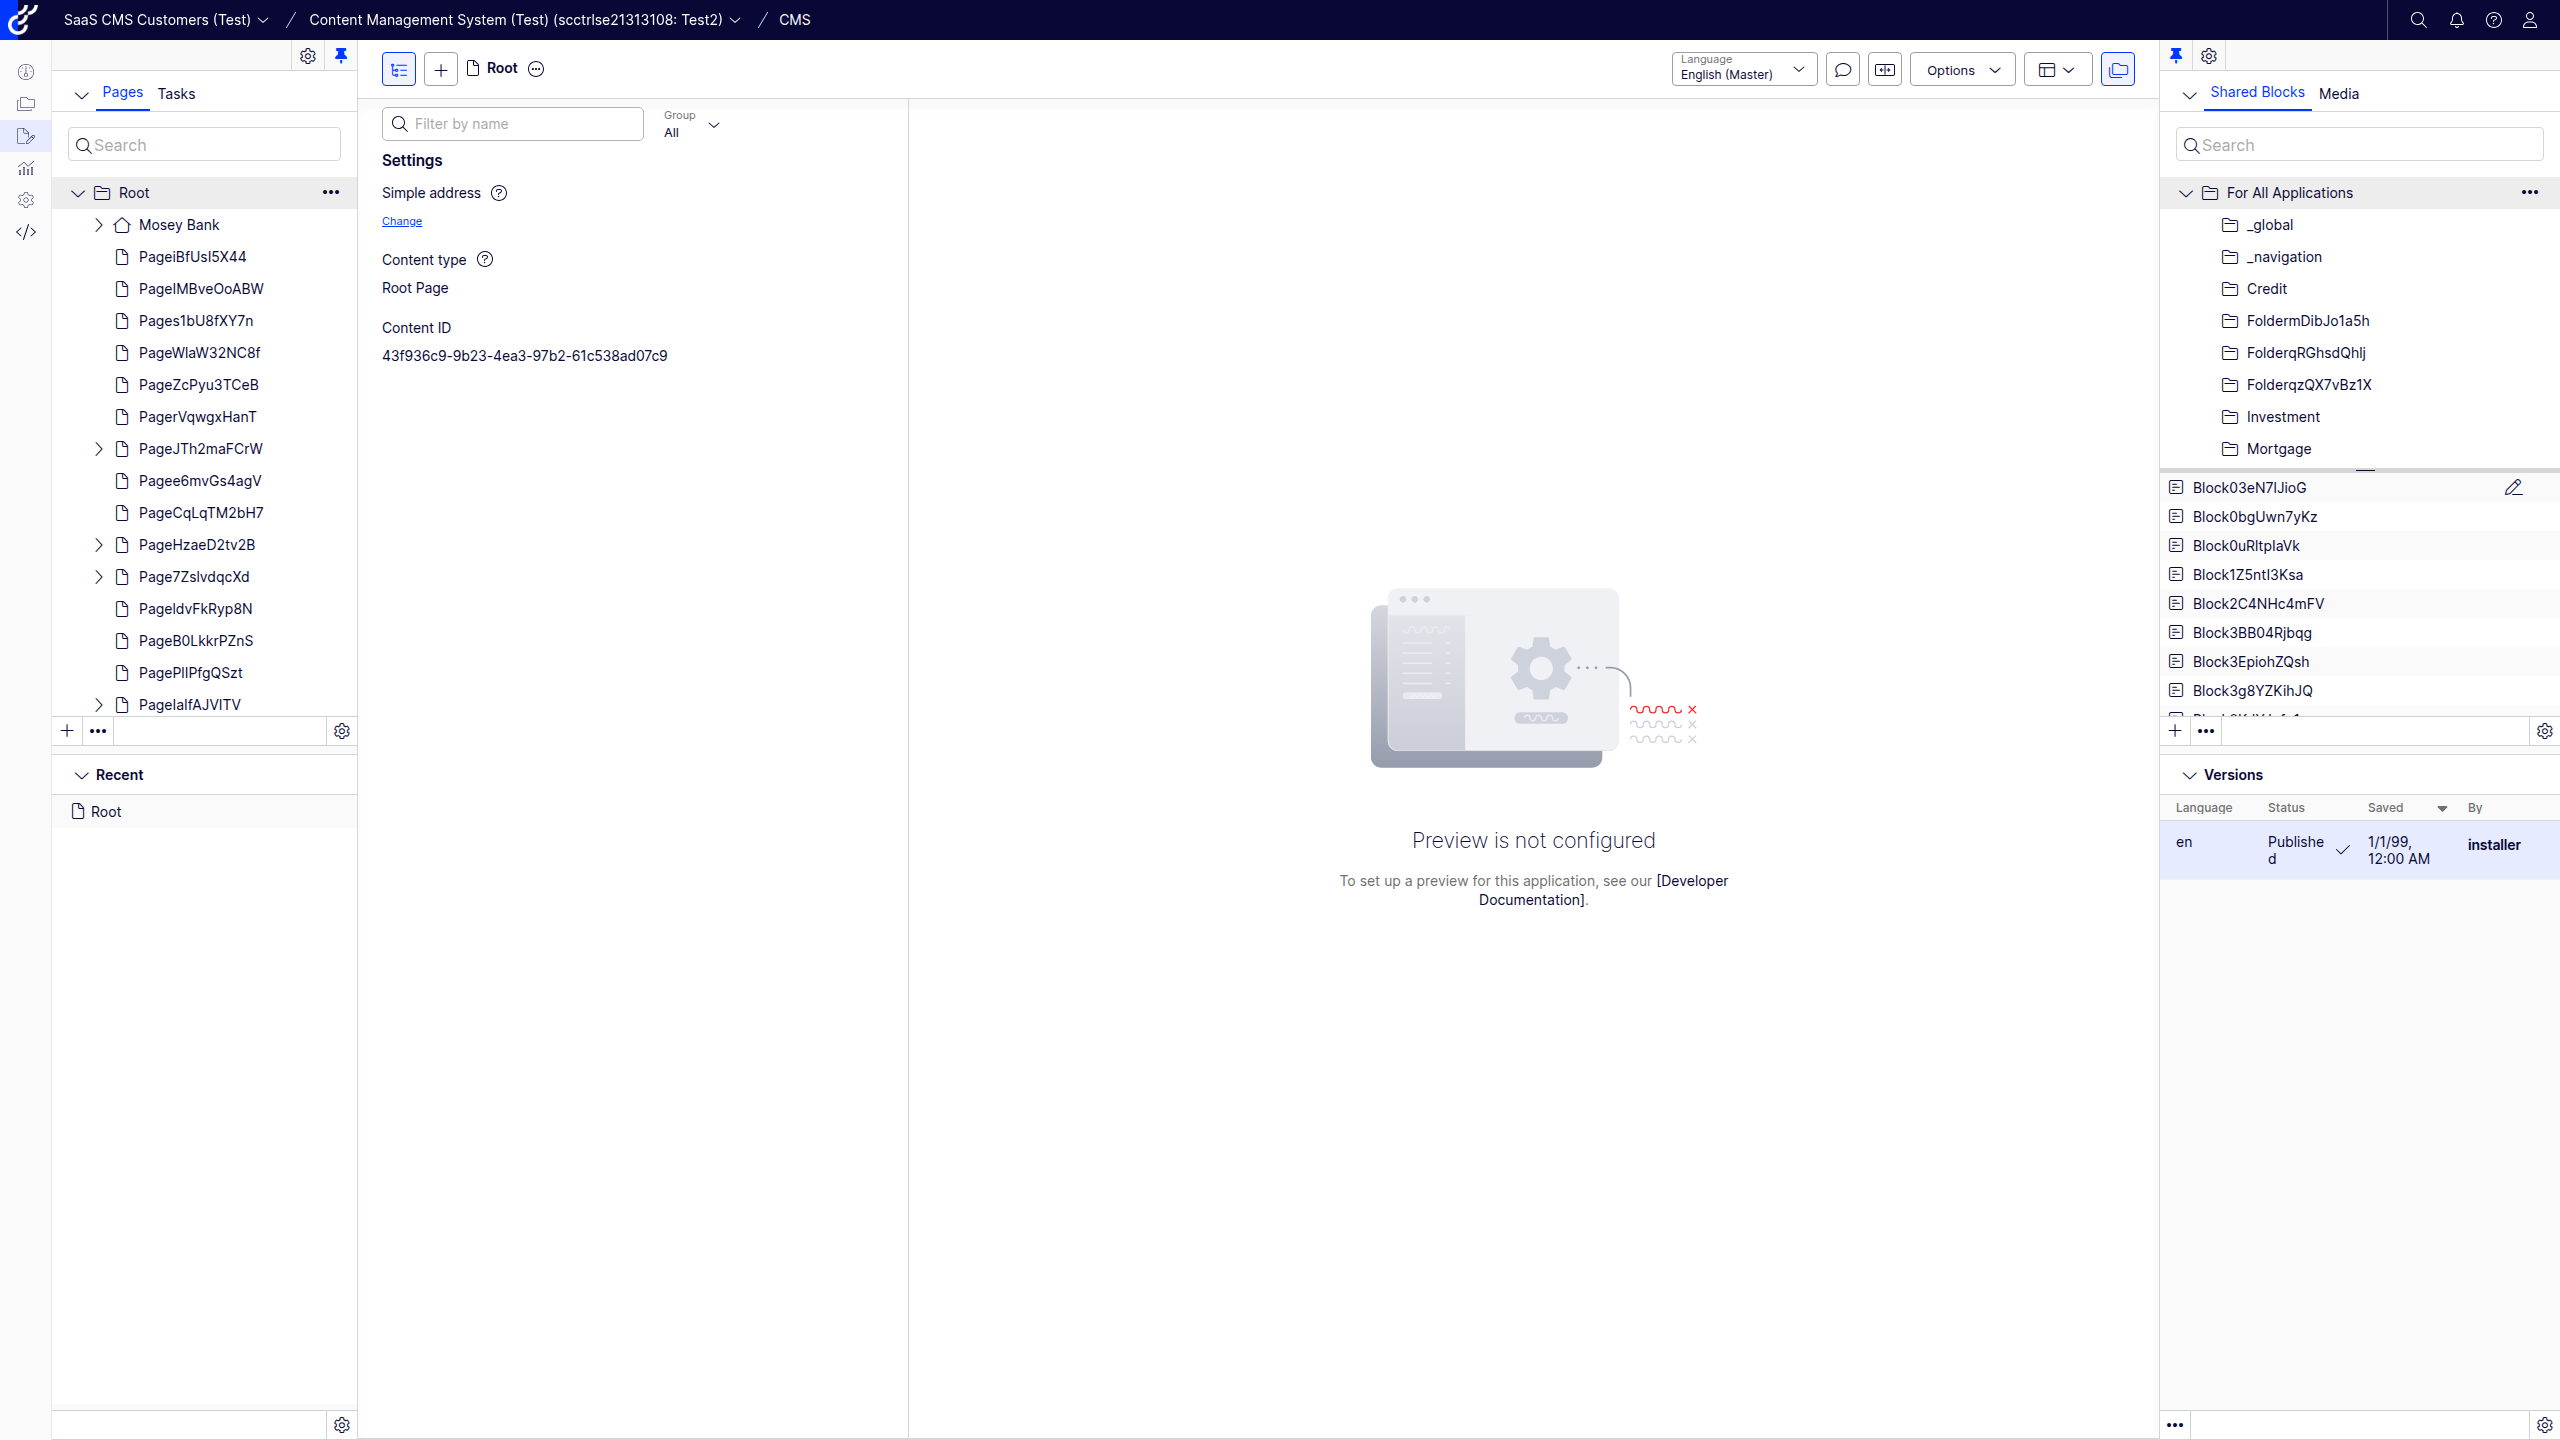 SaaS CMS Customers (Test) / Content Management System (Test) (scctrlse21313108: Test2) / CMS
Pages Tasks
Search
Root
Mosey Bank
PageiBfUsI5X44
PageIMBveOoABW
Pages1bU8fXY7n
PageWlaW32NC8f
PageZcPyu3TCeB
PagerVqwgxHanT
PageJTh2maFCrW
Pagee6mvGs4agV
PageCqLqTM2bH7
PageHzaeD2tv2B
Page7ZslvdqcXd
PageIdvFkRyp8N
PageB0LkkrPZnS
PagePIIPfgQSzt
PageIaIfAJVITV
Recent
Root
Root
Language
English (Master)
Options
Filter by name
Group
All
Settings
Simple address
Change
Content type
Root Page
Content ID
43f936c9-9b23-4ea3-97b2-61c538ad07c9
Preview is not configured
To set up a preview for this application, see our [Developer
Documentation].
Shared Blocks Media
Search
For All Applications
_global
_navigation
Credit
FoldermDibJo1a5h
FolderqRGhsdQhlj
FolderqzQX7vBz1X
Investment
Mortgage
Block03eN7lJioG
Block0bgUwn7yKz
Block0uRltplaVk
Block1Z5ntI3Ksa
Block2C4NHc4mFV
Block3BB04Rjbqg
Block3EpiohZQsh
Block3g8YZKihJQ
Versions
Language Status Saved By
en Publishe 1/1/99, installer
d 12:00 AM